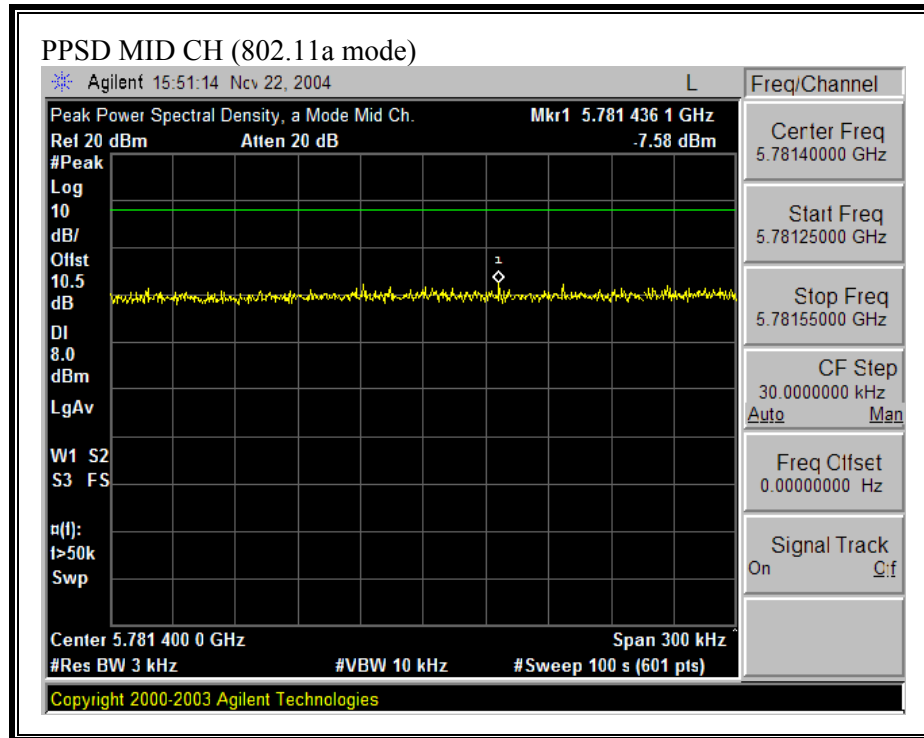 PPSD MID CH (802.11a mode)
Agilent 15:51:14 Nov 22, 2004 L
Peak Power Spectral Density, a Mode Mid Ch. Mkr1 5.781 436 1 GHz
Ref 20 dBm Atten 20 dB -7.58 dBm
#Peak
Log
10
dB/
Offst
10.5
dB
DI
8.0
dBm
LgAv
W1 S2
S3 FS
¤(f):
f>50k
Swp
1
Center 5.781 400 0 GHz Span 300 kHz
#Res BW 3 kHz #VBW 10 kHz #Sweep 100 s (601 pts)
Copyright 2000-2003 Agilent Technologies
Freq/Channel
Center Freq
5.78140000 GHz
Start Freq
5.78125000 GHz
Stop Freq
5.78155000 GHz
CF Step
30.0000000 kHz
Auto Man
Freq Offset
0.00000000 Hz
Signal Track
On Off